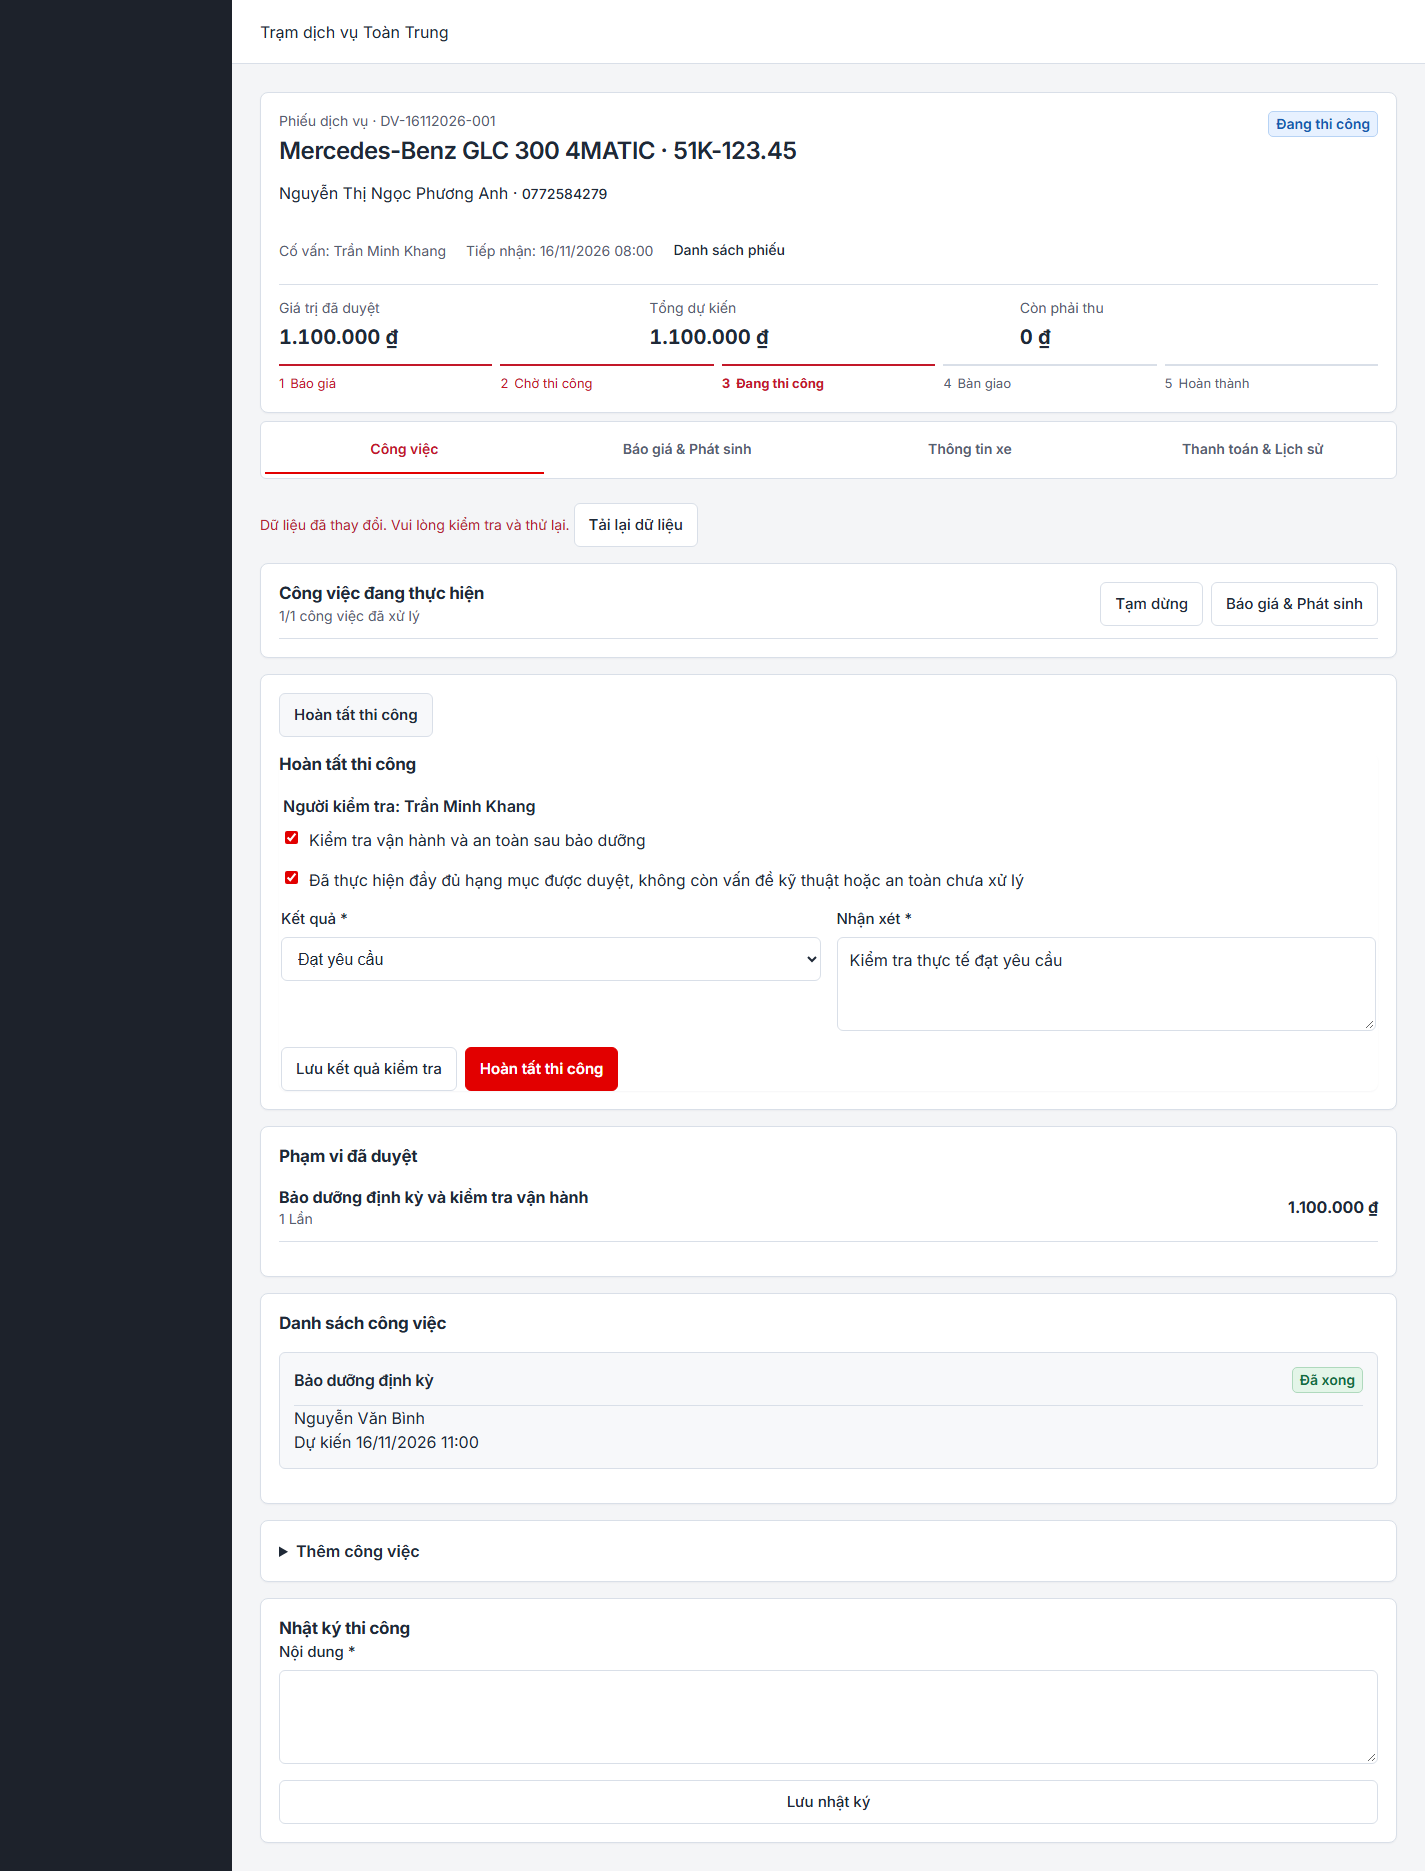 Trạm dịch vụ Toàn Trung
Phiếu dịch vụ · DV-16112026-001
Đang thi công
Mercedes-Benz GLC 300 4MATIC · 51K-123.45
Nguyễn Thị Ngọc Phương Anh · 0772584279
Cố vấn: Trần Minh Khang Tiếp nhận: 16/11/2026 08:00 Danh sách phiếu
Giá trị đã duyệt Tổng dự kiến Còn phải thu
1.100.000 ₫ 1.100.000 ₫ 0 ₫
1 Báo giá 2 Chờ thi công 3 Đang thi công 4 Bàn giao 5 Hoàn thành
Công việc Báo giá & Phát sinh Thông tin xe Thanh toán & Lịch sử
Dữ liệu đã thay đổi. Vui lòng kiểm tra và thử lại. Tải lại dữ liệu
Công việc đang thực hiện
1/1 công việc đã xử lý
Tạm dừng Báo giá & Phát sinh
Hoàn tất thi công
Hoàn tất thi công
Người kiểm tra: Trần Minh Khang
Kiểm tra vận hành và an toàn sau bảo dưỡng
Đã thực hiện đầy đủ hạng mục được duyệt, không còn vấn đề kỹ thuật hoặc an toàn chưa xử lý
Kết quả * Nhận xét *
Đạt yêu cầu Kiểm tra thực tế đạt yêu cầu
Lưu kết quả kiểm tra Hoàn tất thi công
Phạm vi đã duyệt
Bảo dưỡng định kỳ và kiểm tra vận hành
1 Lần
1.100.000 ₫
Danh sách công việc
Bảo dưỡng định kỳ Đã xong
Nguyễn Văn Bình
Dự kiến 16/11/2026 11:00
Thêm công việc
Nhật ký thi công
Nội dung *
Lưu nhật ký